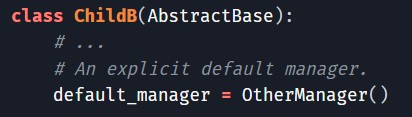 class ChildB(AbstractBase):
    # ...
    # An explicit default manager.
    default_manager = OtherManager()